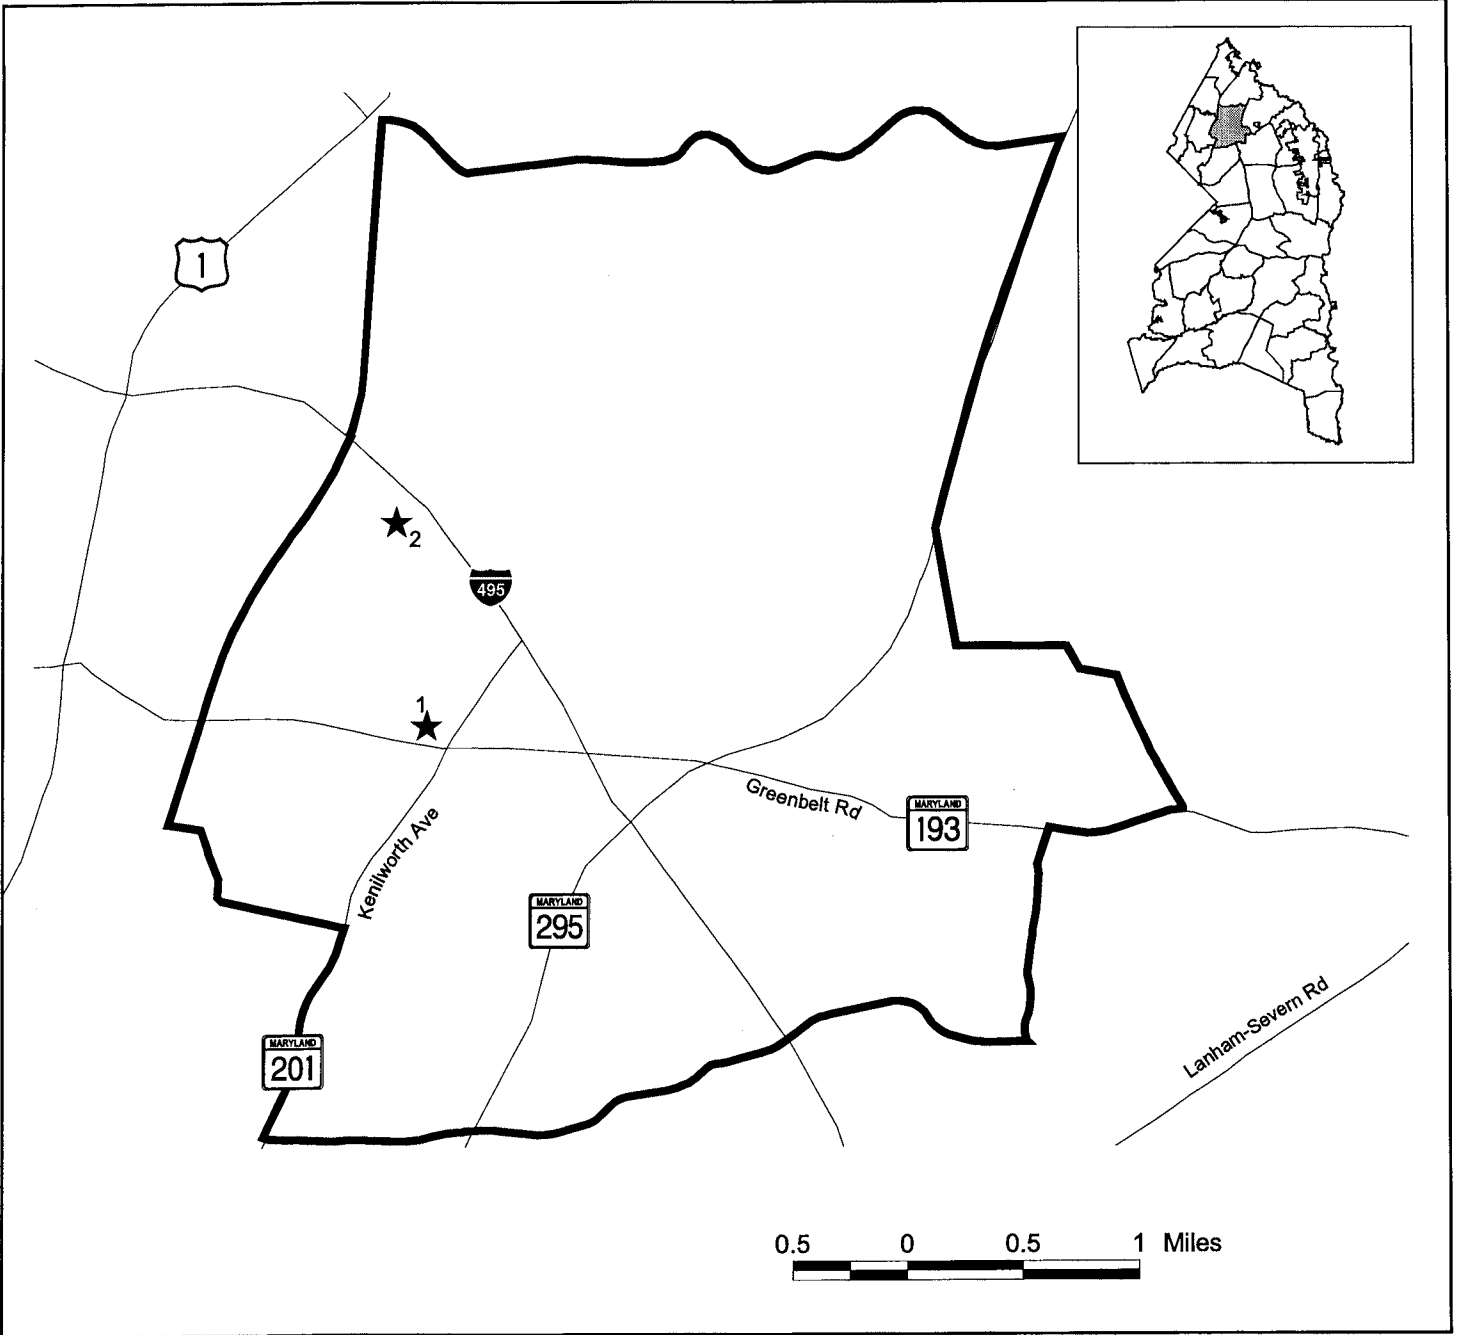 1
2
495
1
Greenbelt Rd
MARYLAND
193
Kenilworth Ave
MARYLAND
295
Lanham-Severn Rd
MARYLAND
201
0.5 0 0.5 1 Miles